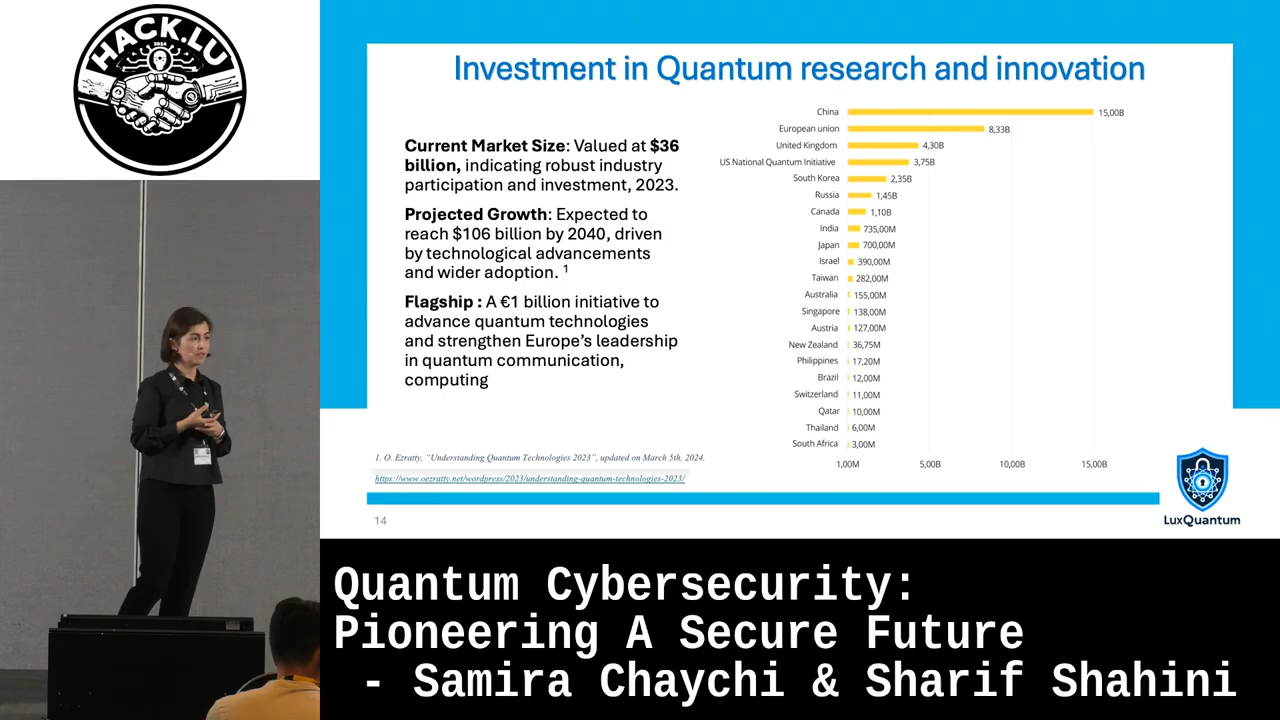 HACK.LU
2024
Investment in Quantum research and innovation
Current Market Size: Valued at $36
billion, indicating robust industry
participation and investment, 2023.
Projected Growth: Expected to
reach $106 billion by 2040, driven
by technological advancements
and wider adoption. 1
Flagship : A €1 billion initiative to
advance quantum technologies
and strengthen Europe's leadership
in quantum communication,
computing
China 15,00B
European union 8,33B
United Kingdom 4,30B
US National Quantum Initiative 3,75B
South Korea 2,35B
Russia 1,45B
Canada 1,10B
India 735,00M
Japan 700,00M
Israel 390,00M
Taiwan 282,00M
Australia 155,00M
Singapore 138,00M
Austria 127,00M
New Zealand 36,75M
Philippines 17,20M
Brazil 12,00M
Switzerland 11,00M
Qatar 10,00M
Thailand 6,00M
South Africa 3,00M
1,00M 5,00B 10,00B 15,00B
1. O. Ezratty, "Understanding Quantum Technologies 2023", updated on March 5th, 2024.
https://www.oezratty.net/wordpress/2023/understanding-quantum-technologies-2023/
14
LuxQuantum
Quantum Cybersecurity:
Pioneering A Secure Future
- Samira Chaychi & Sharif Shahini